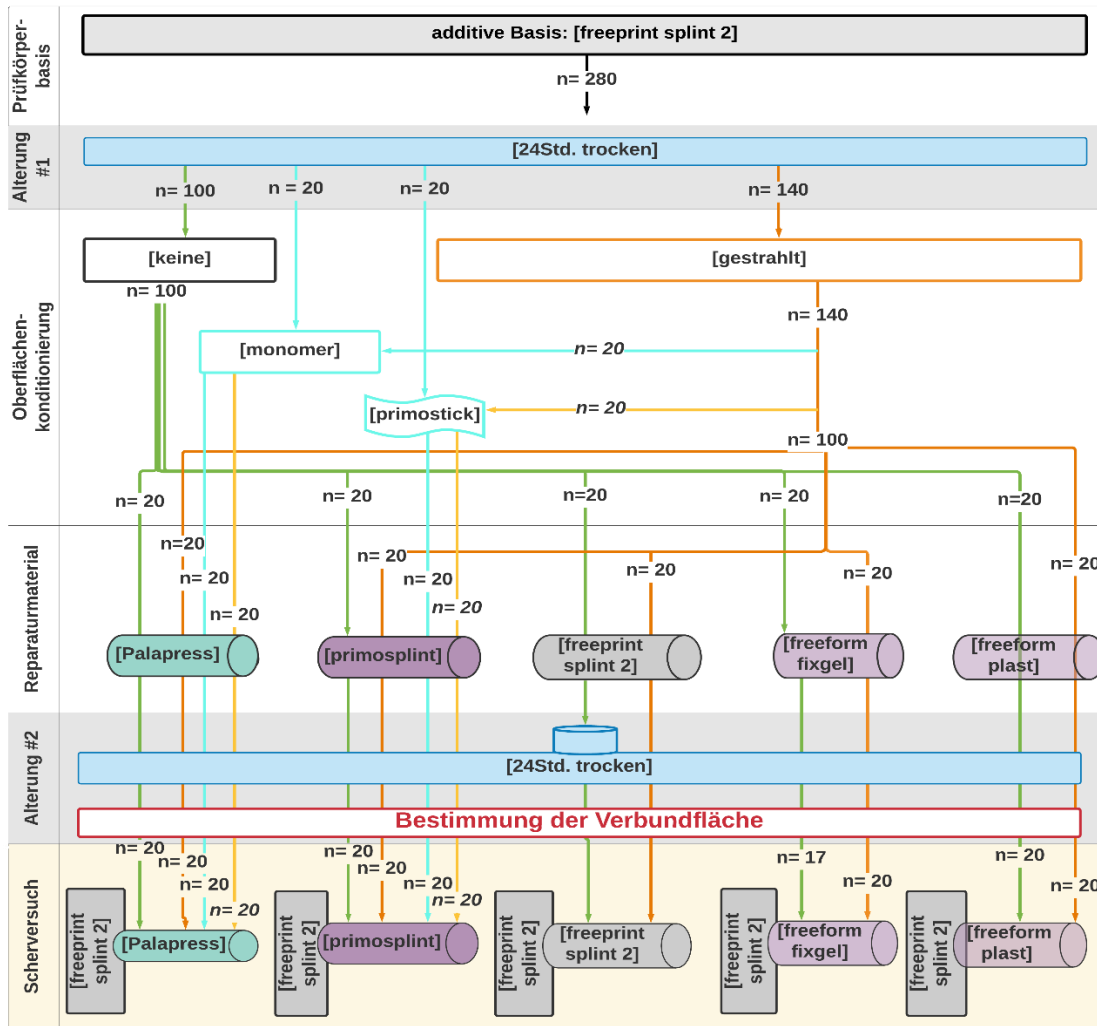 Prüfkörper-
basis
additive Basis: [freeprint splint 2]
n= 280
Alterung
#1
[24Std. trocken]
n= 100
n = 20
n= 20
n= 140
Oberflächen-
konditionierung
[keine]
[gestrahlt]
n= 100
n= 140
[monomer]
n= 20
[primostick]
n= 20
n= 100
n= 20
n= 20
n=20
n= 20
n=20
Reparaturmaterial
n=20
n= 20
n= 20
n= 20
n= 20
n= 20
n= 20
n= 20
n= 20
[Palapress]
[primosplint]
[freeprint
splint 2]
[freeform
fixgel]
[freeform
plast]
Alterung #2
[24Std. trocken]
Bestimmung der Verbundfläche
Scherversuch
n= 20
n= 20
n= 20
n= 20
n= 20
n= 20
n= 20
n= 20
n= 17
n= 20
n= 20
n= 20
[freeprint
splint 2]
[Palapress]
[freeprint
splint 2]
[primosplint]
[freeprint
splint 2]
[freeprint
splint 2]
[freeprint
splint 2]
[freeform
fixgel]
[freeprint
splint 2]
[freeform
plast]